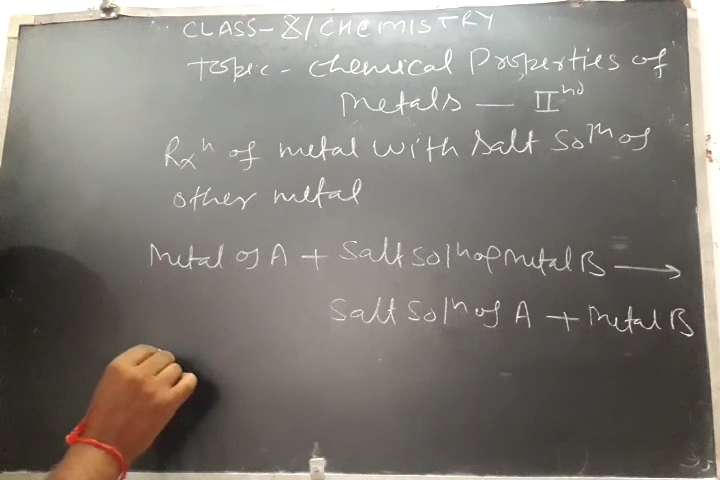 CLASS-X/CHEMISTRY
Topic - Chemical Properties of
Metals — IInd
Rxn of metal with salt soln of
other metal
Metal of A + Salt Soln of Metal B →
Salt Soln of A + Metal B